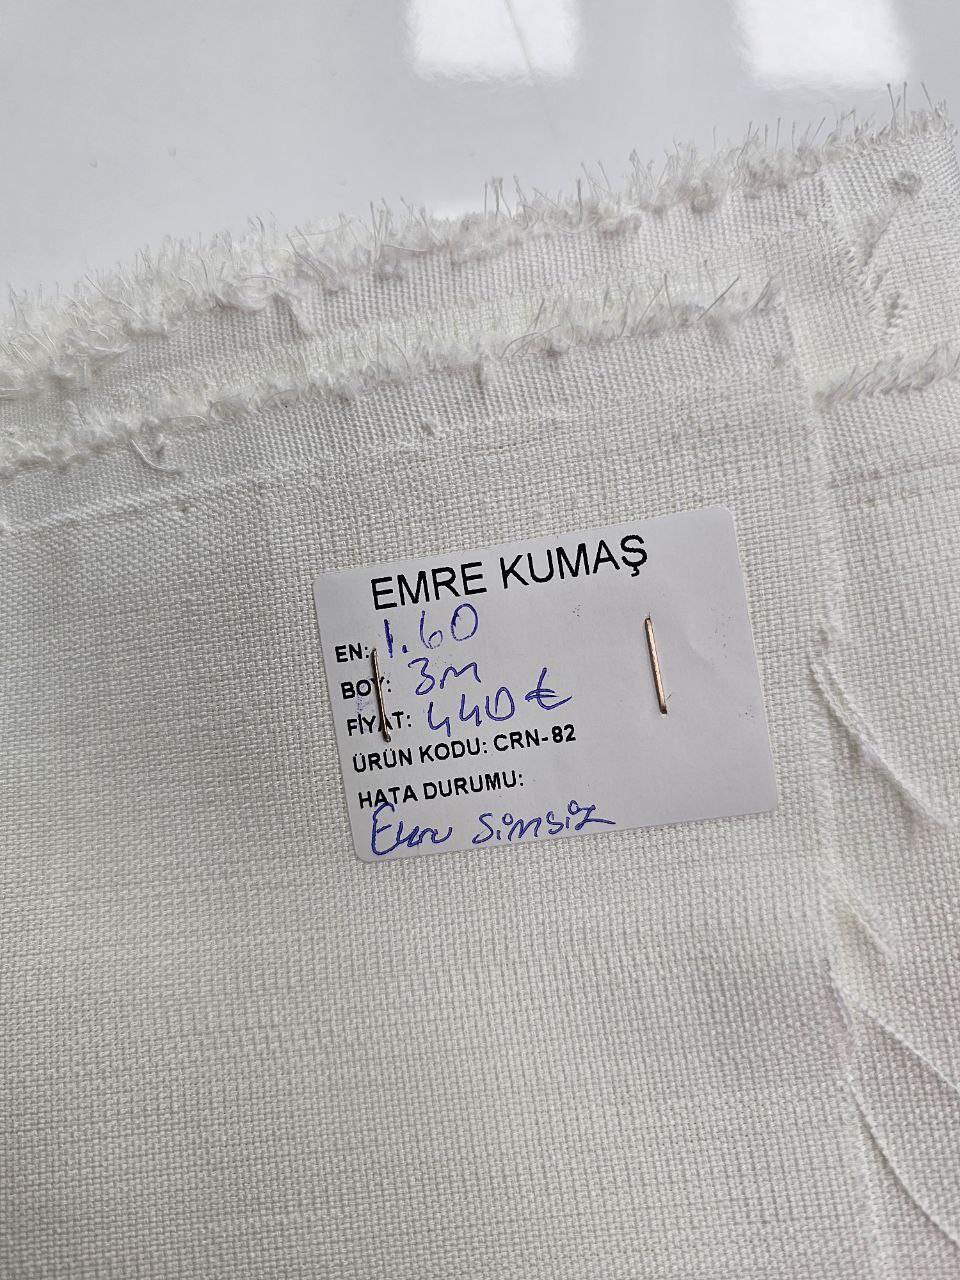 EMRE KUMAŞ
EN: 1.60
BOY: 3m
FİYAT: 440 ₺
ÜRÜN KODU: CRN-82
HATA DURUMU:
Ekru simsiz